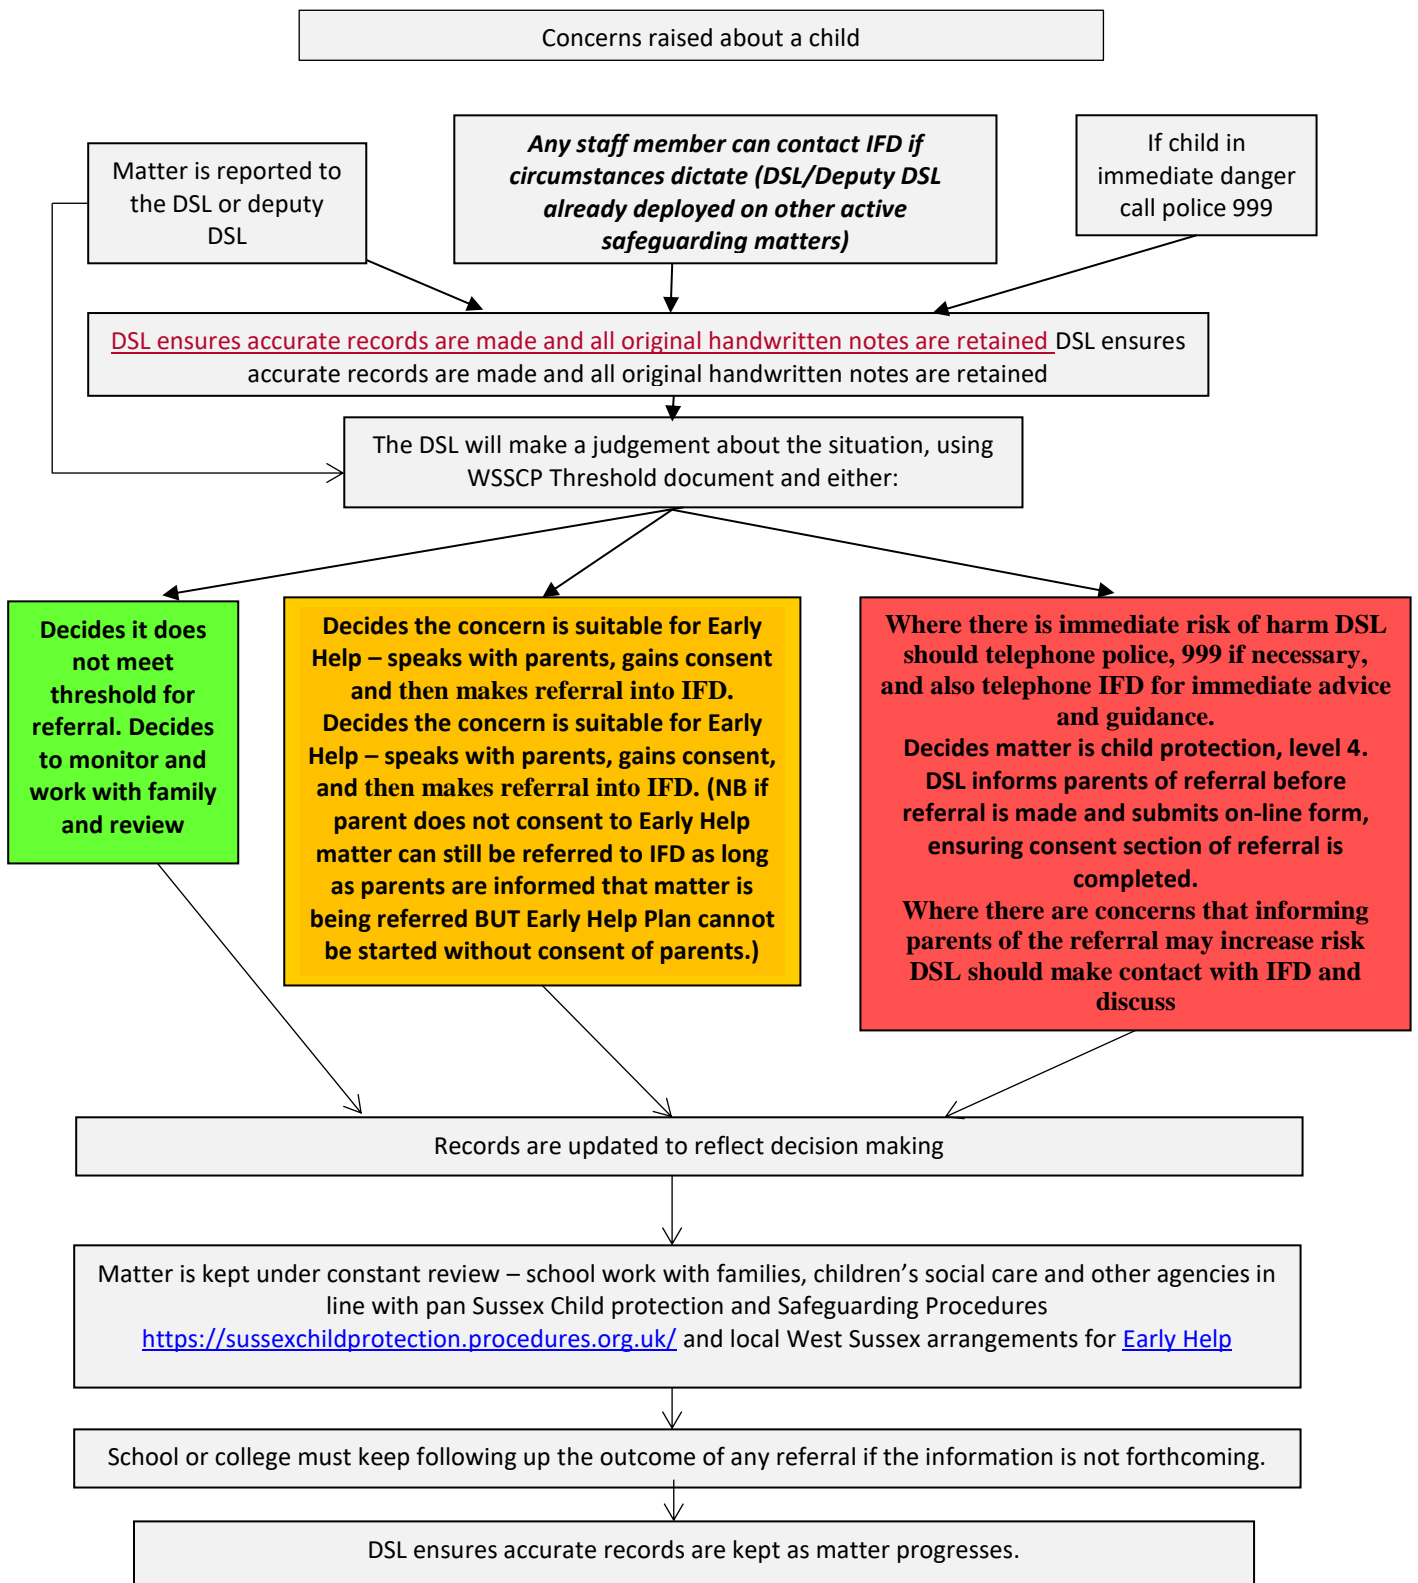 Concerns raised about a child
Matter is reported to
the DSL or deputy
DSL
Any staff member can contact IFD if
circumstances dictate (DSL/Deputy DSL
already deployed on other active
safeguarding matters)
If child in
immediate danger
call police 999
DSL ensures accurate records are made and all original handwritten notes are retained DSL ensures
accurate records are made and all original handwritten notes are retained
The DSL will make a judgement about the situation, using
WSSCP Threshold document and either:
Decides it does
not meet
threshold for
referral. Decides
to monitor and
work with family
and review
Decides the concern is suitable for Early
Help – speaks with parents, gains consent
and then makes referral into IFD.
Decides the concern is suitable for Early
Help – speaks with parents, gains consent,
and then makes referral into IFD. (NB if
parent does not consent to Early Help
matter can still be referred to IFD as long
as parents are informed that matter is
being referred BUT Early Help Plan cannot
be started without consent of parents.)
Where there is immediate risk of harm DSL
should telephone police, 999 if necessary,
and also telephone IFD for immediate advice
and guidance.
Decides matter is child protection, level 4.
DSL informs parents of referral before
referral is made and submits on-line form,
ensuring consent section of referral is
completed.
Where there are concerns that informing
parents of the referral may increase risk
DSL should make contact with IFD and
discuss
Records are updated to reflect decision making
Matter is kept under constant review – school work with families, children’s social care and other agencies in
line with pan Sussex Child protection and Safeguarding Procedures
https://sussexchildprotection.procedures.org.uk/ and local West Sussex arrangements for Early Help
School or college must keep following up the outcome of any referral if the information is not forthcoming.
DSL ensures accurate records are kept as matter progresses.